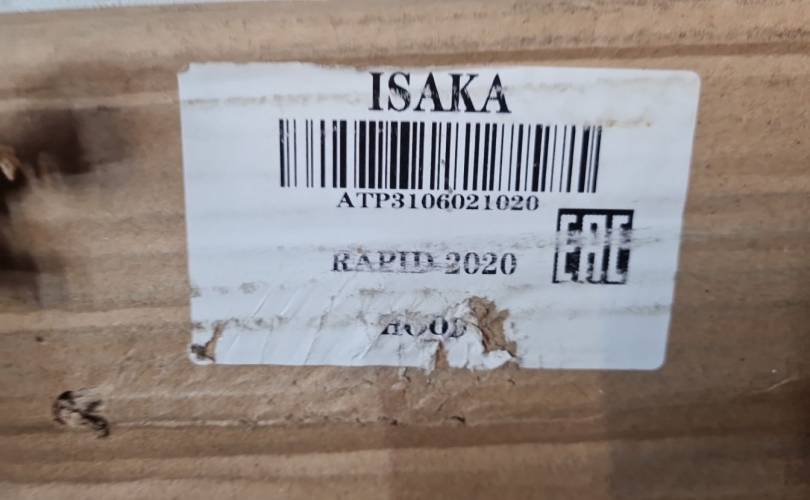 ISAKA
ATP3106021020
RAPID 2020
EAC
HOOD